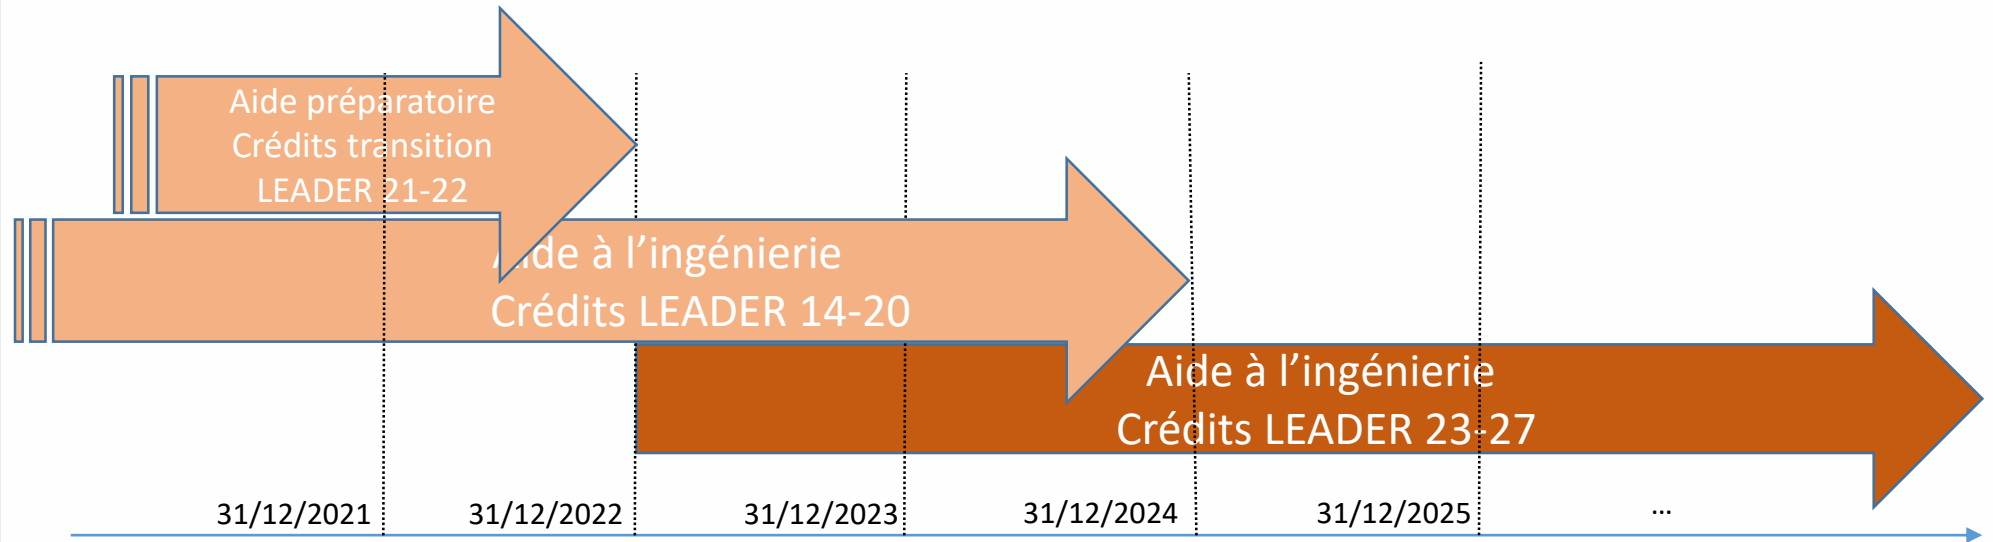 Aide préparatoire
Crédits transition
LEADER 21-22
Aide à l'ingénierie
Crédits LEADER 14-20
Aide à l'ingénierie
Crédits LEADER 23-27
31/12/2021
31/12/2022
31/12/2023
31/12/2024
31/12/2025
...